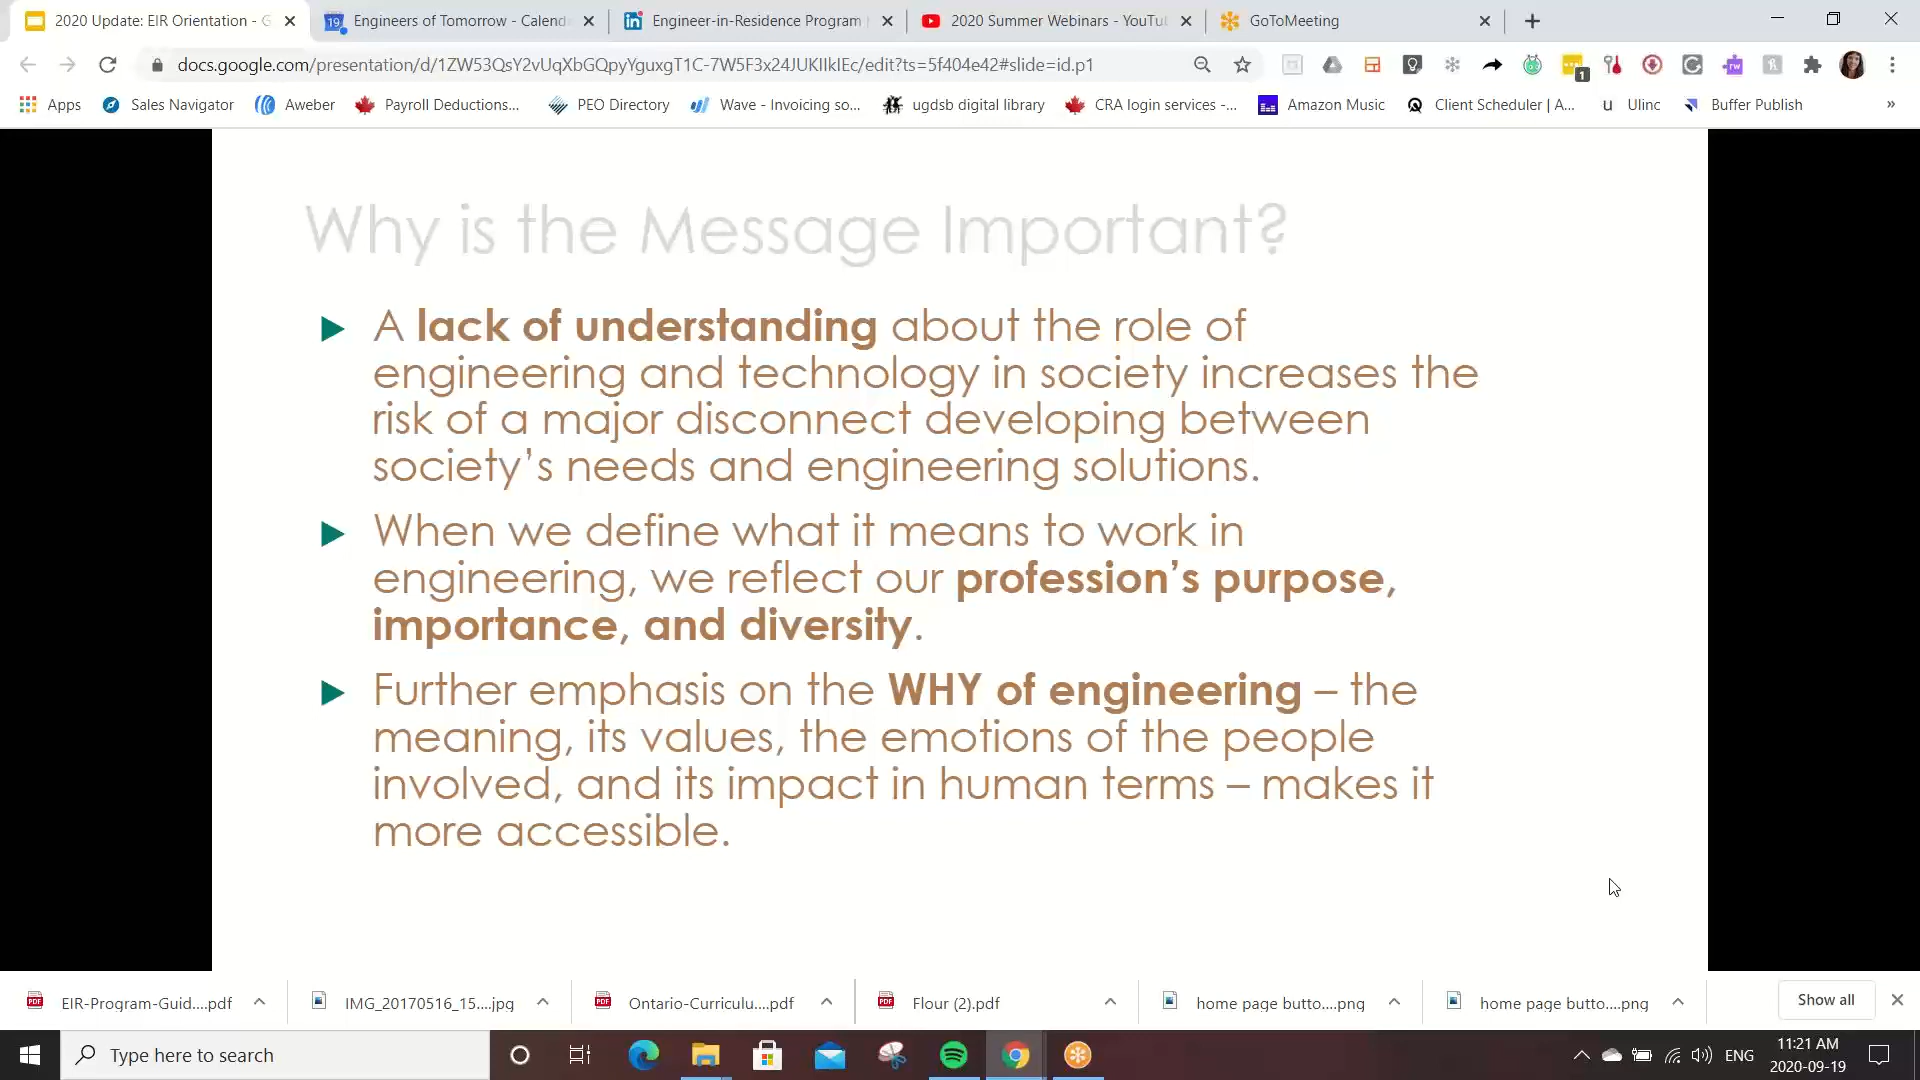 2020 Update: EIR Orientation - G
Engineers of Tomorrow - Calend
Engineer-in-Residence Program
2020 Summer Webinars - YouTu
GoToMeeting
docs.google.com/presentation/d/1ZW53QsY2vUqXbGQpyYguxgT1C-7W5F3x24JUKIIkIEc/edit?ts=5f404e42#slide=id.p1
Apps
Sales Navigator
Aweber
Payroll Deductions...
PEO Directory
Wave - Invoicing so...
ugdsb digital library
CRA login services -...
Amazon Music
Client Scheduler | A...
Ulinc
Buffer Publish
»
Why is the Message Important?
A lack of understanding about the role of
engineering and technology in society increases the
risk of a major disconnect developing between
society's needs and engineering solutions.
When we define what it means to work in
engineering, we reflect our profession's purpose,
importance, and diversity.
Further emphasis on the WHY of engineering – the
meaning, its values, the emotions of the people
involved, and its impact in human terms – makes it
more accessible.
EIR-Program-Guid....pdf
IMG_20170516_15....jpg
Ontario-Curriculu....pdf
Flour (2).pdf
home page butto....png
home page butto....png
Show all
Type here to search
ENG
11:21 AM
2020-09-19